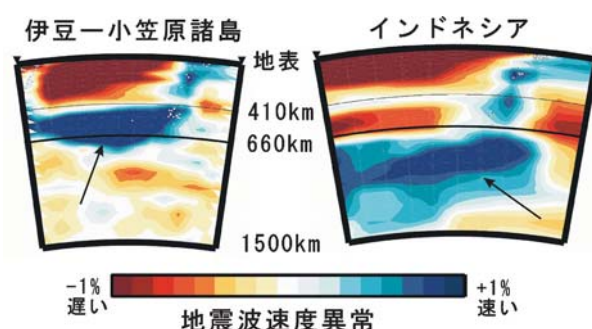 伊豆ー小笠原諸島
インドネシア
地表
410km
660km
1500km
-1%
遅い
+1%
速い
地震波速度異常